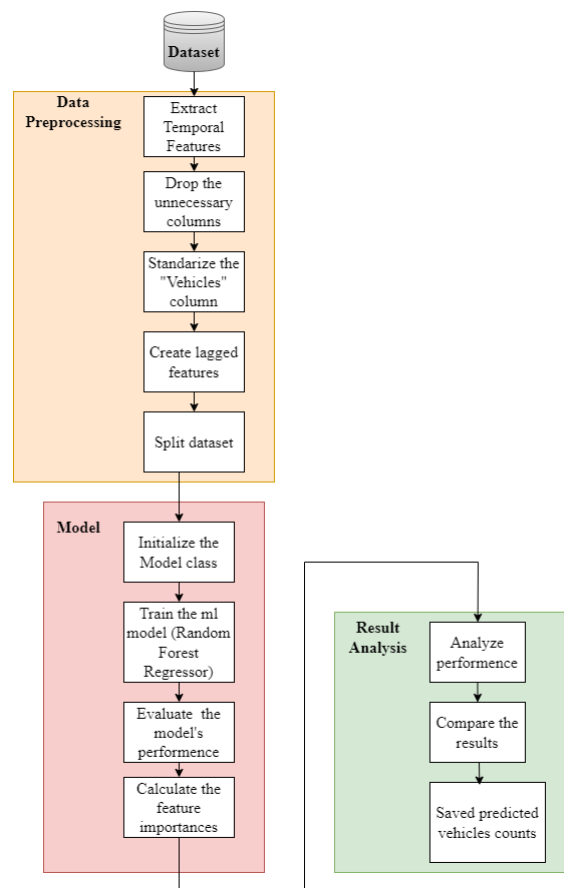 Dataset
Data
Preprocessing
Extract
Temporal
Features
Drop the
unnecessary
columns
Standarize the
"Vehicles"
column
Create lagged
features
Split dataset
Model
Initialize the
Model class
Train the ml
model (Random
Forest
Regressor)
Evaluate the
model's
performence
Calculate the
feature
importances
Result
Analysis
Analyze
performence
Compare the
results
Saved predicted
vehicles counts